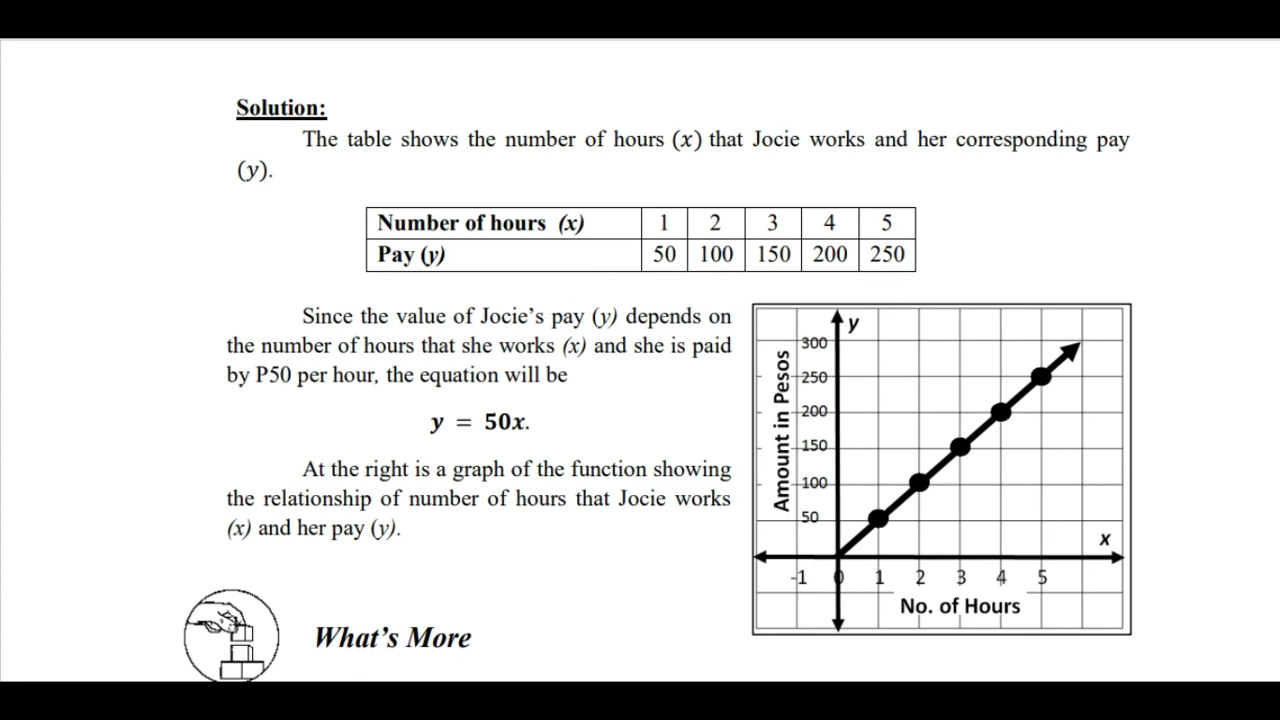 Solution:
The table shows the number of hours (x) that Jocie works and her corresponding pay
(y).
Number of hours (x) 1 2 3 4 5
Pay (y) 50 100 150 200 250
Since the value of Jocie’s pay (y) depends on
the number of hours that she works (x) and she is paid
by P50 per hour, the equation will be
y = 50x.
At the right is a graph of the function showing
the relationship of number of hours that Jocie works
(x) and her pay (y).
y
300
250
200
150
100
50
Amount in Pesos
x
-1 0 1 2 3 4 5
No. of Hours
What’s More